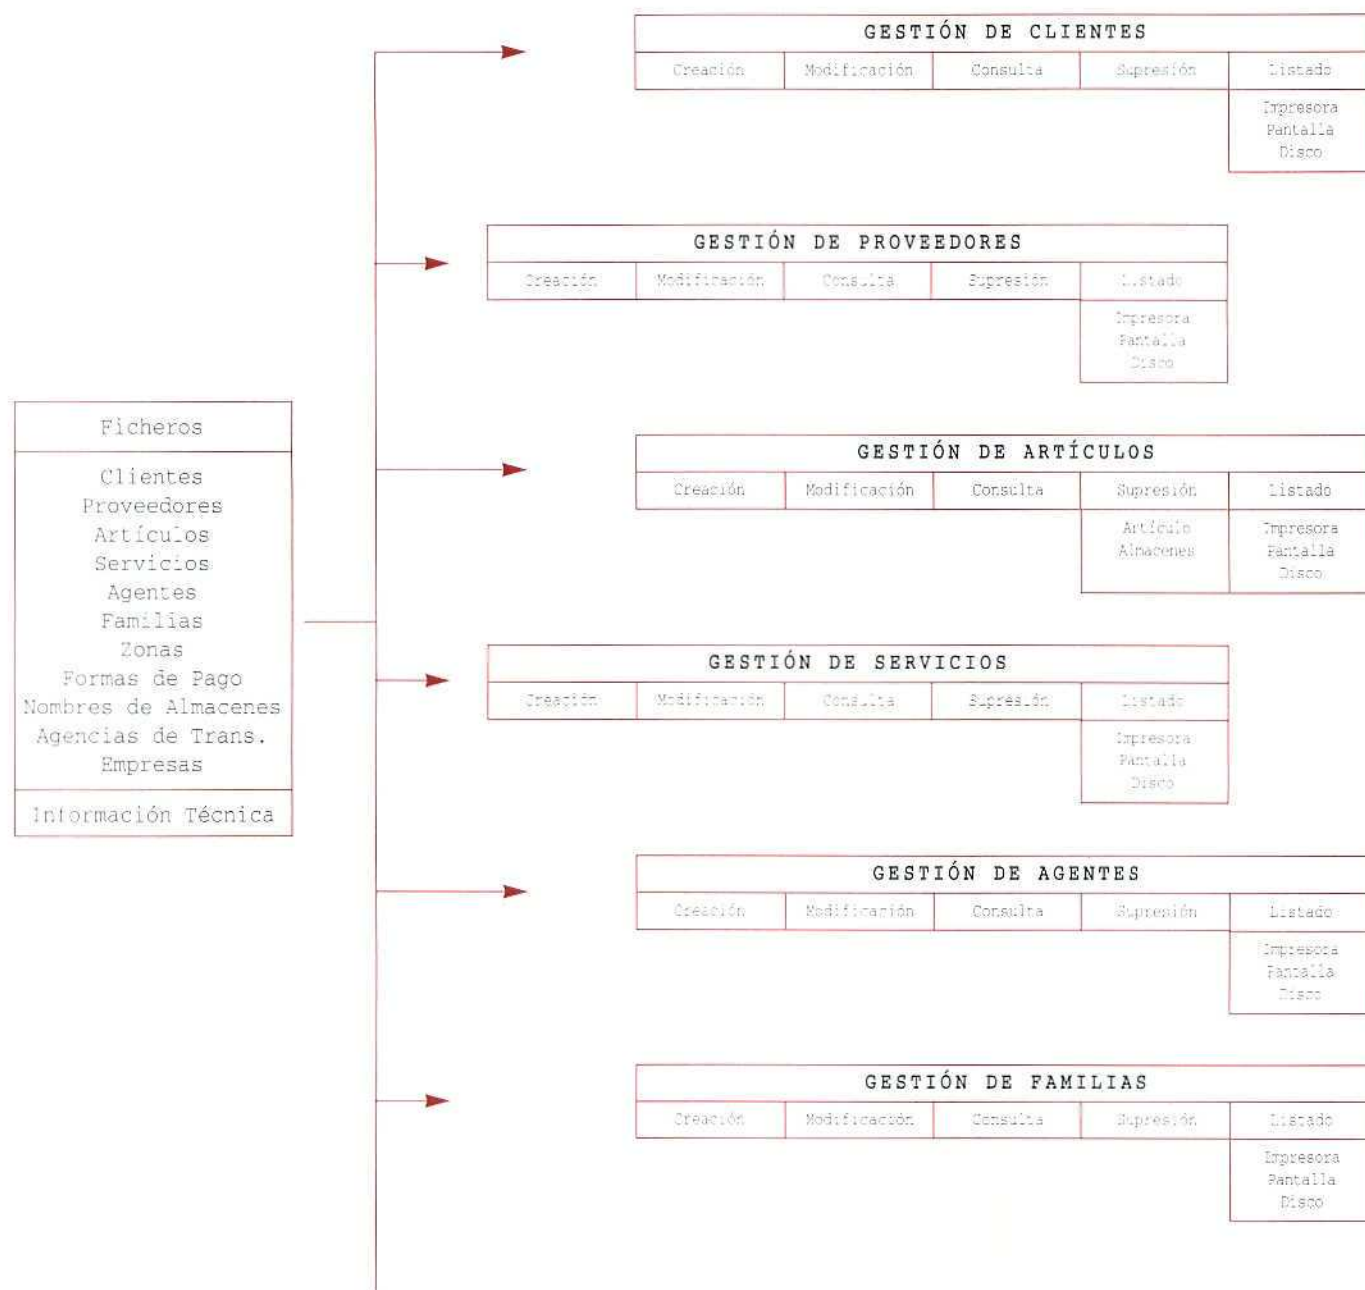 GESTIÓN DE CLIENTES
Creación Modificación Consulta Supresión Listado
Impresora
Pantalla
Disco
GESTIÓN DE PROVEEDORES
Creación Modificación Consulta Supresión Listado
Impresora
Pantalla
Disco
Ficheros
Clientes
Proveedores
Artículos
Servicios
Agentes
Familias
Zonas
Formas de Pago
Nombres de Almacenes
Agencias de Trans.
Empresas
Información Técnica
GESTIÓN DE ARTÍCULOS
Creación Modificación Consulta Supresión Listado
Artículo Impresora
Almacenes Pantalla
Disco
GESTIÓN DE SERVICIOS
Creación Modificación Consulta Supresión Listado
Impresora
Pantalla
Disco
GESTIÓN DE AGENTES
Creación Modificación Consulta Supresión Listado
Impresora
Pantalla
Disco
GESTIÓN DE FAMILIAS
Creación Modificación Consulta Supresión Listado
Impresora
Pantalla
Disco